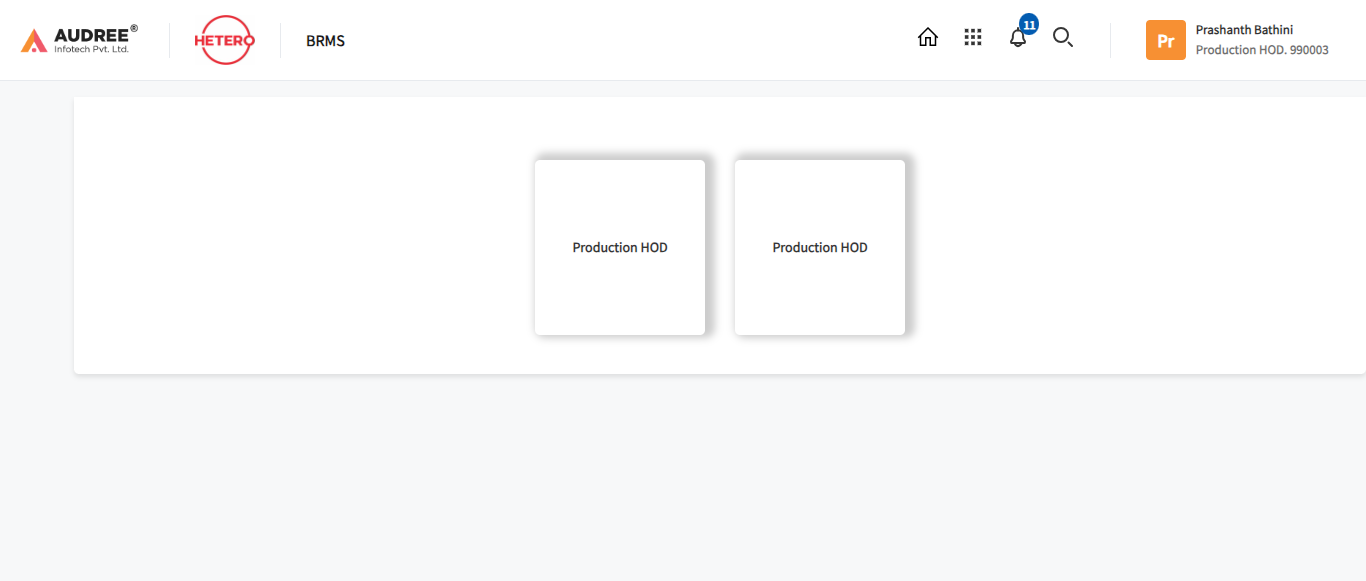 AUDREE®
Infotech Pvt. Ltd.
HETERO
BRMS
11
Pr
Prashanth Bathini
Production HOD. 990003
Production HOD
Production HOD